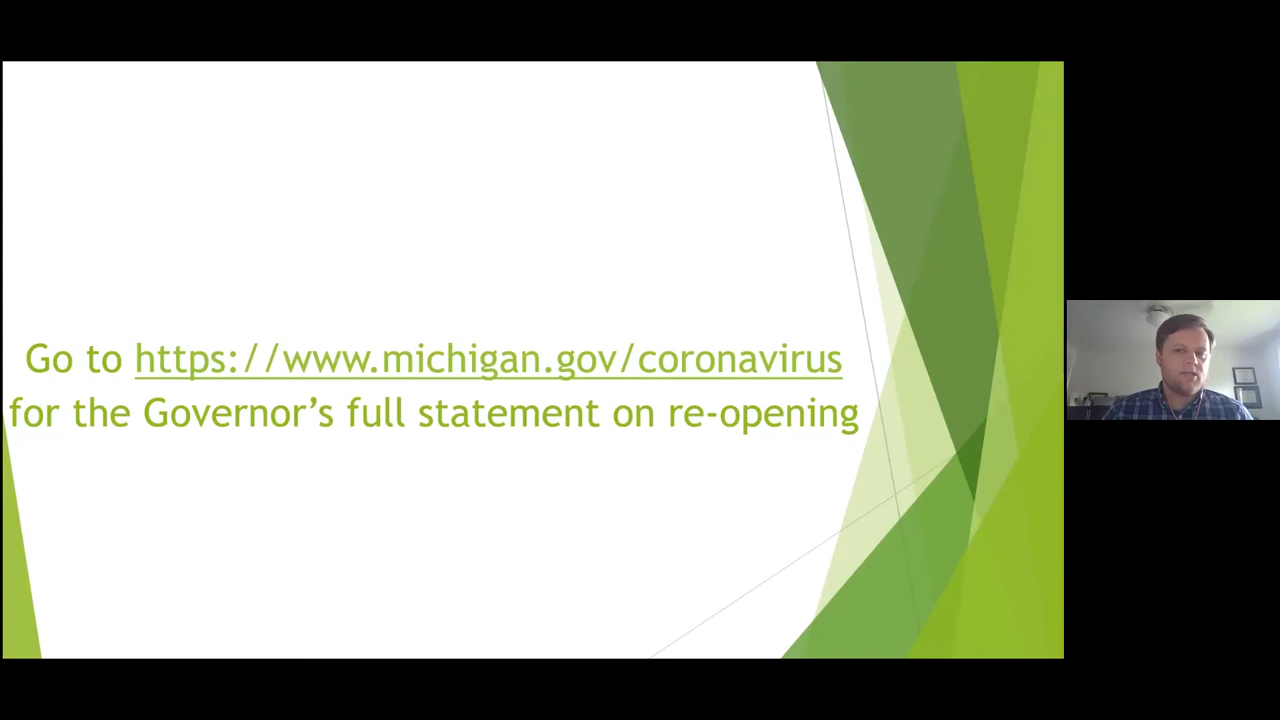 Go to https://www.michigan.gov/coronavirus
for the Governor’s full statement on re-opening